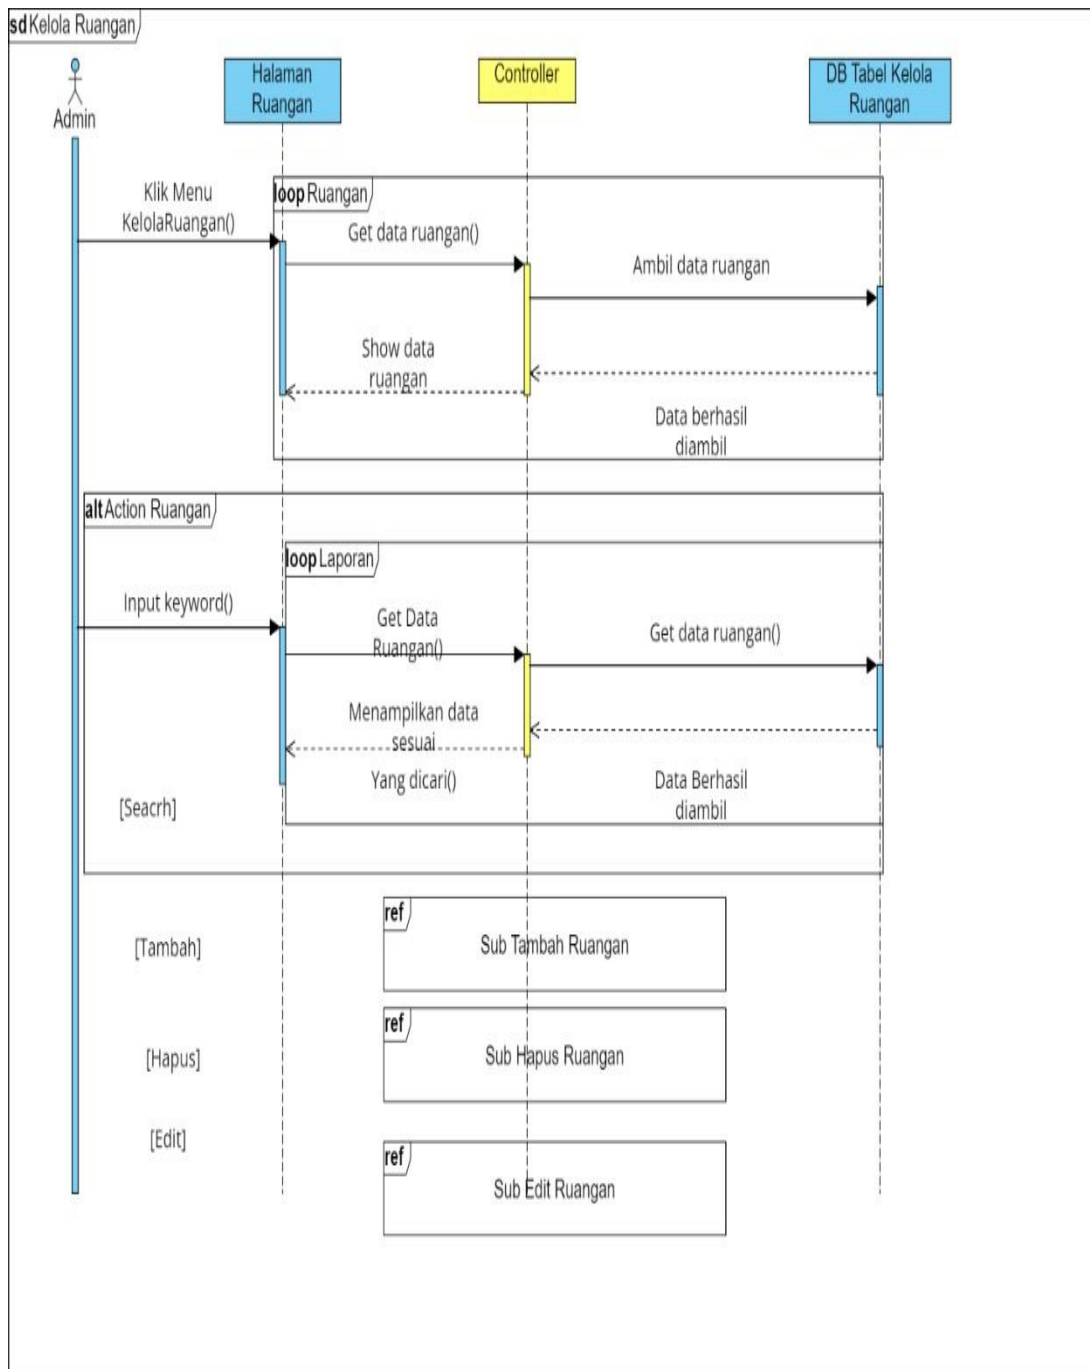 sd Kelola Ruangan
Admin
Halaman
Ruangan
Controller
DB Tabel Kelola
Ruangan
loop Ruangan
Klik Menu
KelolaRuangan()
Get data ruangan()
Ambil data ruangan
Show data
ruangan
Data berhasil
diambil
alt Action Ruangan
loop Laporan
Input keyword()
Get Data
Ruangan()
Get data ruangan()
Menampilkan data
sesuai
Yang dicari()
Data Berhasil
diambil
[Seacrh]
ref
Sub Tambah Ruangan
[Tambah]
ref
Sub Hapus Ruangan
[Hapus]
[Edit]
ref
Sub Edit Ruangan